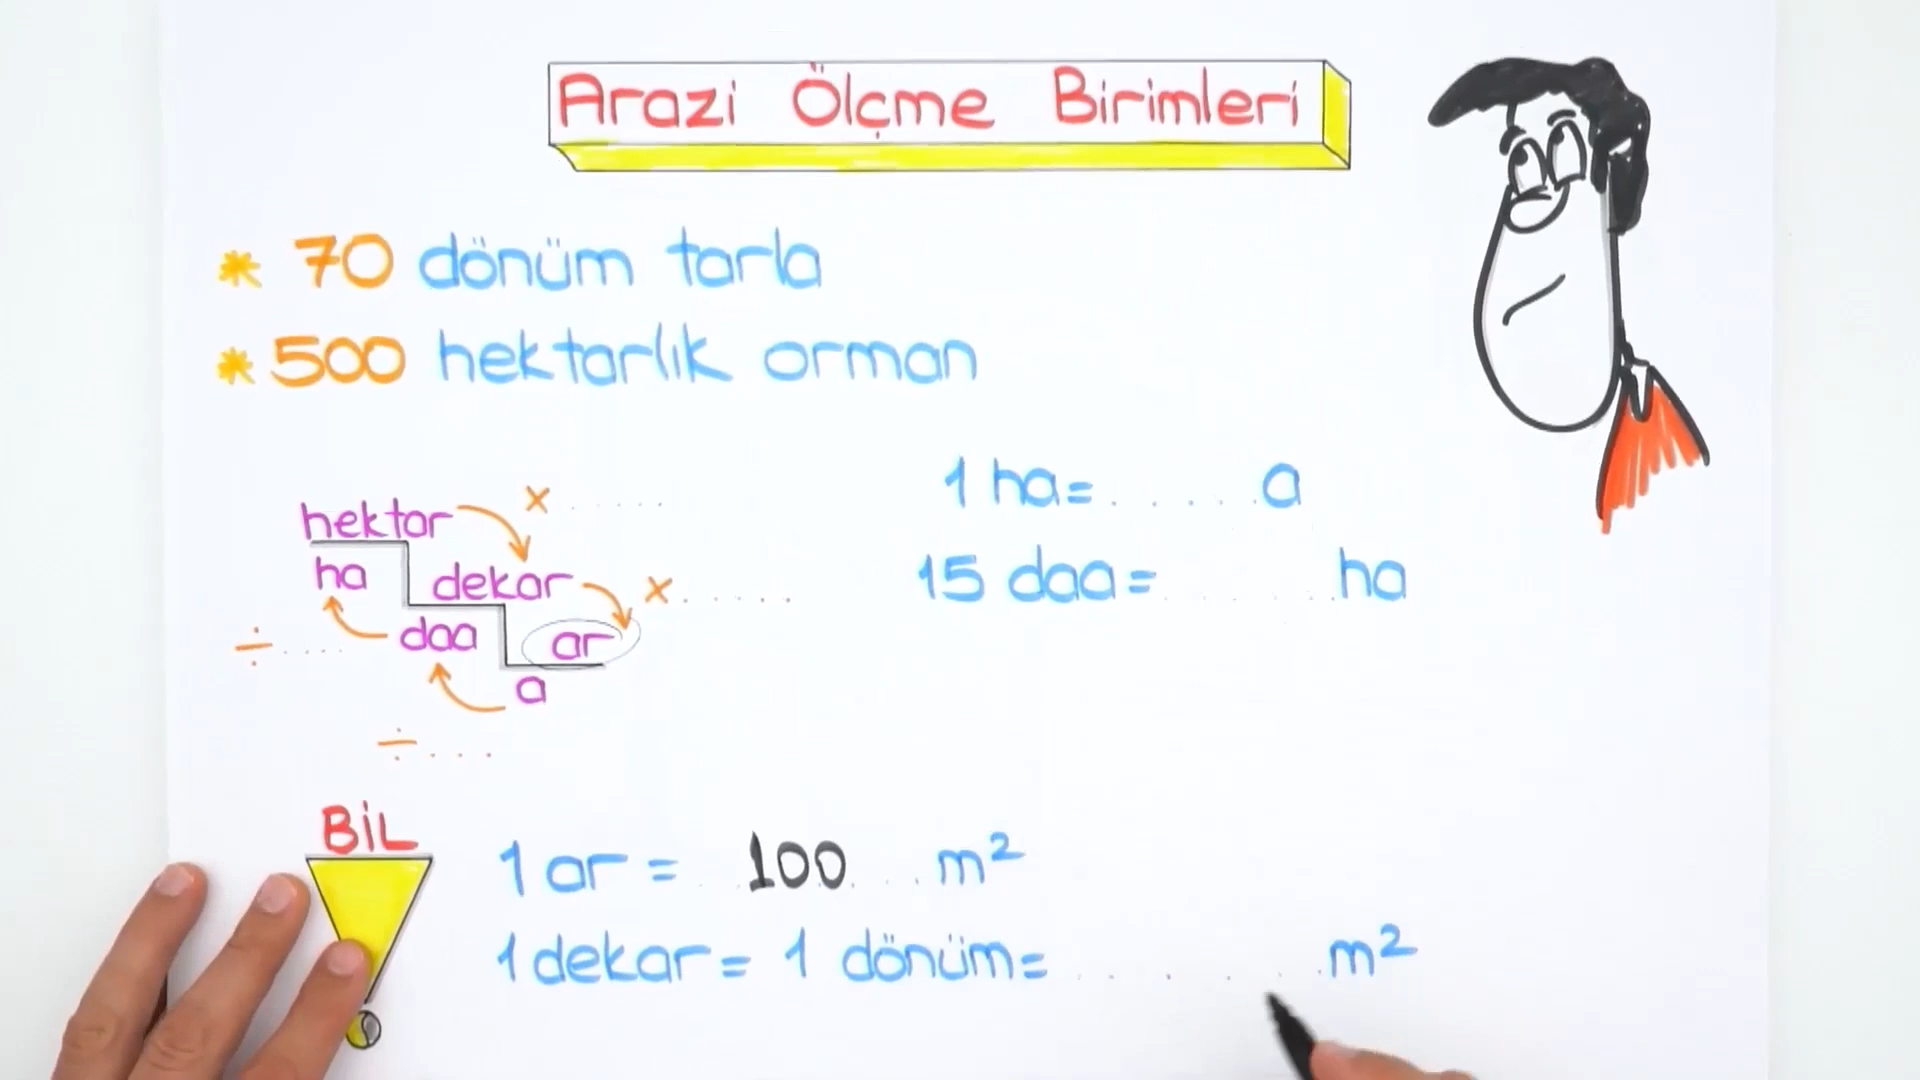 Arazi Ölçme Birimleri
* 70 dönüm tarla
* 500 hektarlık orman
hektar × .....
ha
dekar × .....
daa
ar
a
÷ ....
÷ ...
1 ha = ..... a
15 daa = ..... ha
BİL
1 ar = 100 m²
1 dekar = 1 dönüm = .... m²